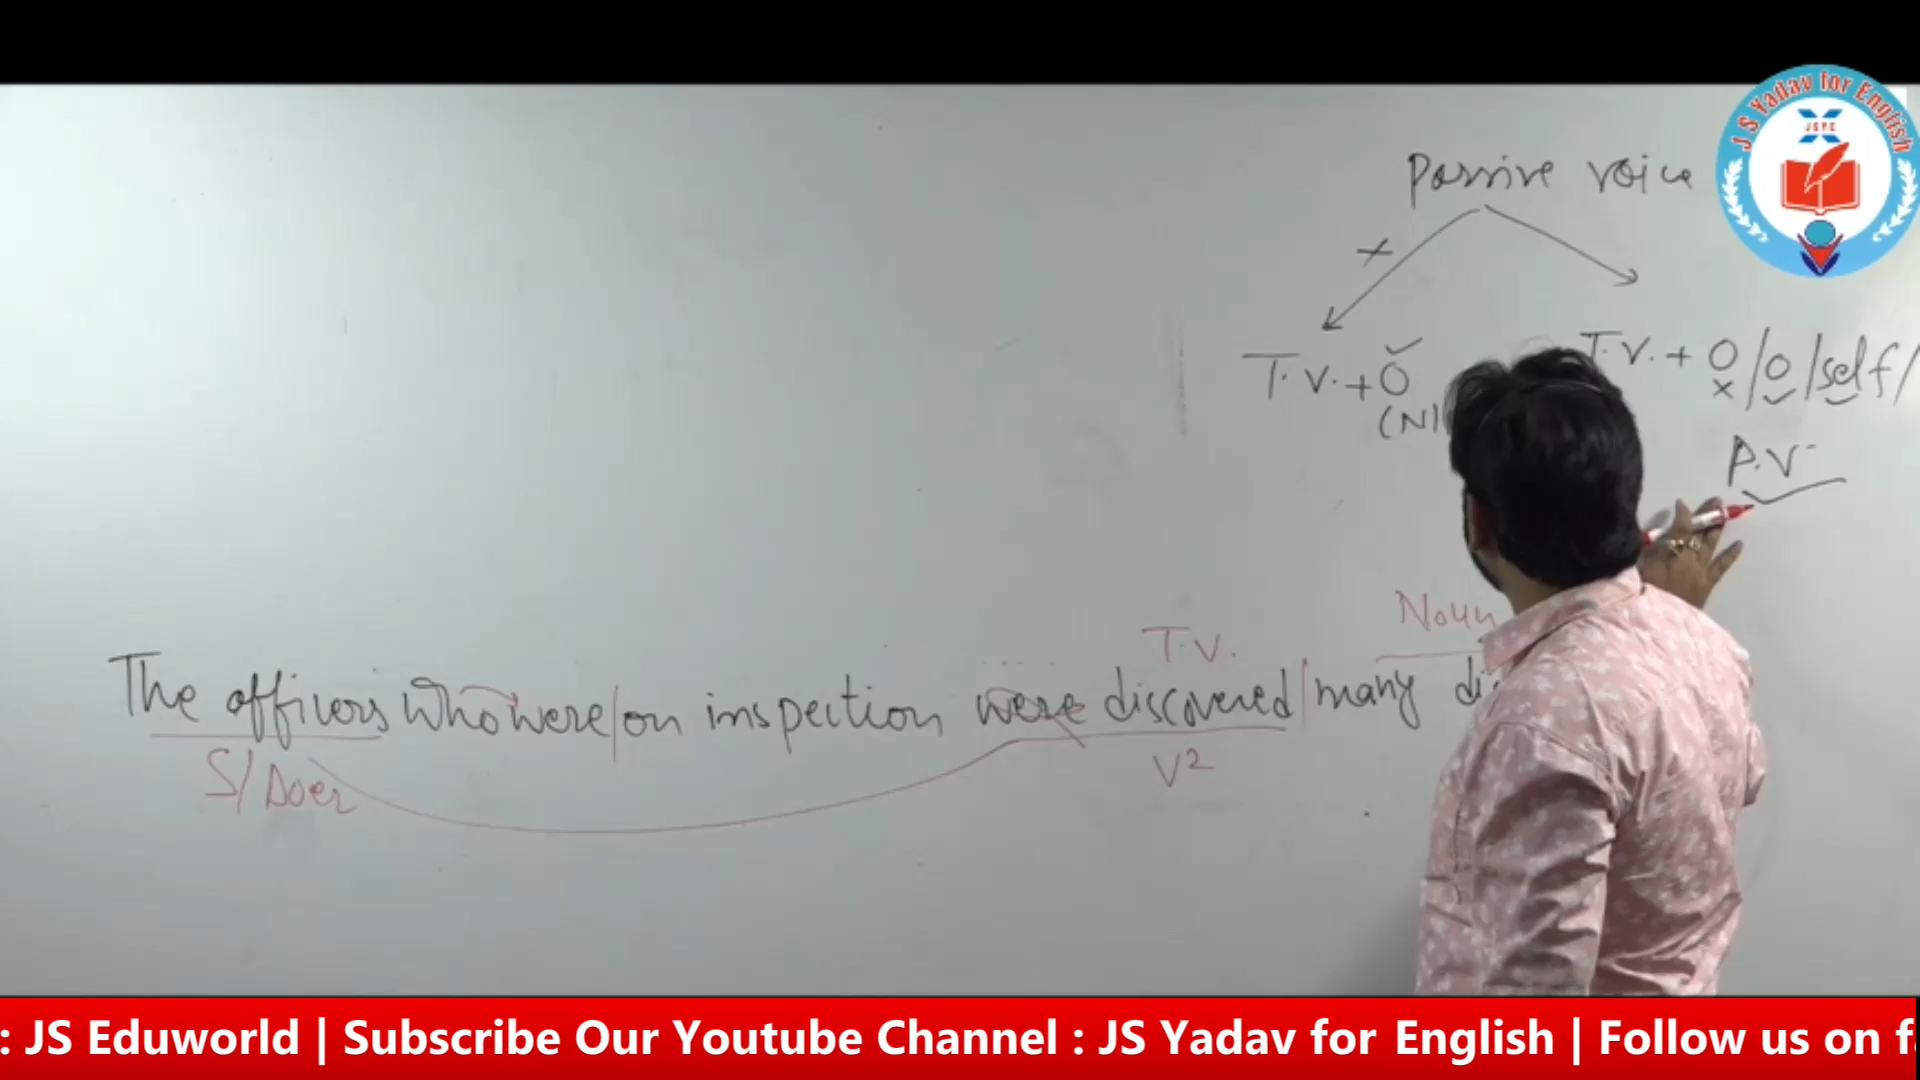 J S Yadav for English
JSYE
Passive voice
×
T.V. + O
(N)
T.V. + O / O / self /
×
P.V.
Noun
T.V.
The officers who were / on inspection were discovered / many
S/Doer
V2
: JS Eduworld | Subscribe Our Youtube Channel : JS Yadav for English | Follow us on